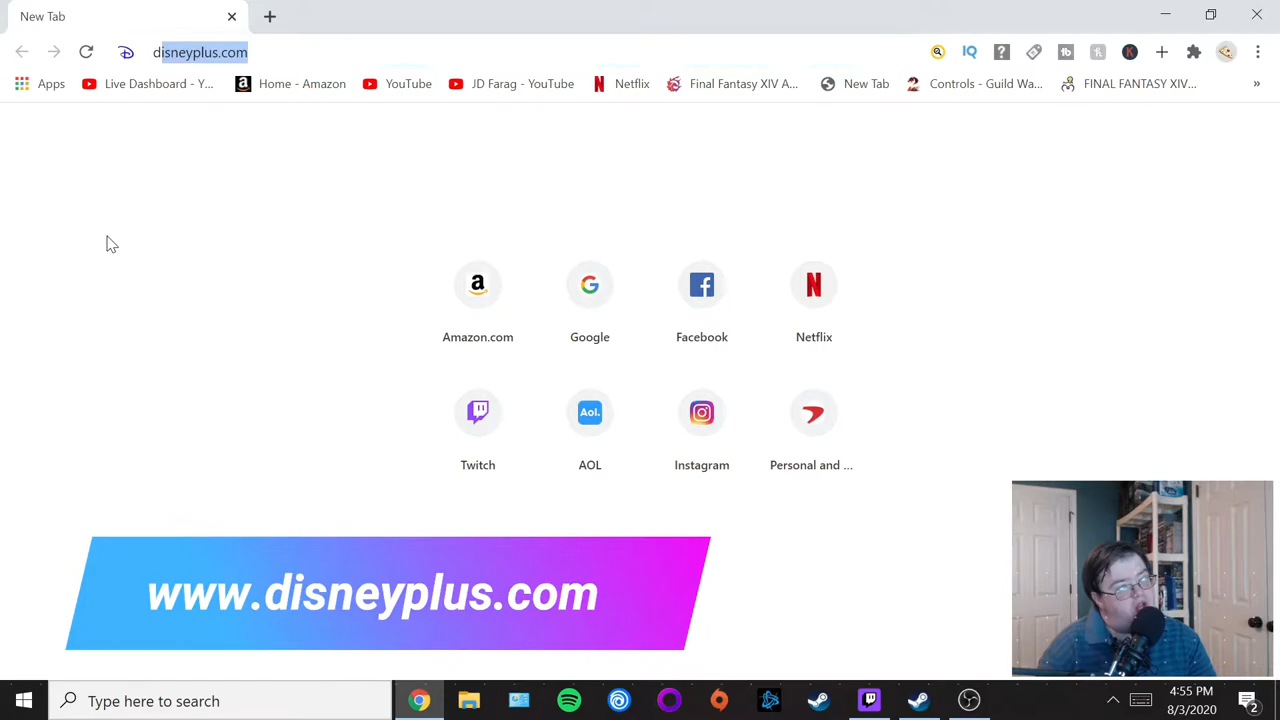 New Tab
disneyplus.com
Apps
Live Dashboard - Y...
Home - Amazon
YouTube
JD Farag - YouTube
Netflix
Final Fantasy XIV A...
New Tab
Controls - Guild Wa...
FINAL FANTASY XIV...
»
Amazon.com
Google
Facebook
Netflix
Aol.
Twitch
AOL
Instagram
Personal and ...
www.disneyplus.com
Type here to search
4:55 PM
8/3/2020
2